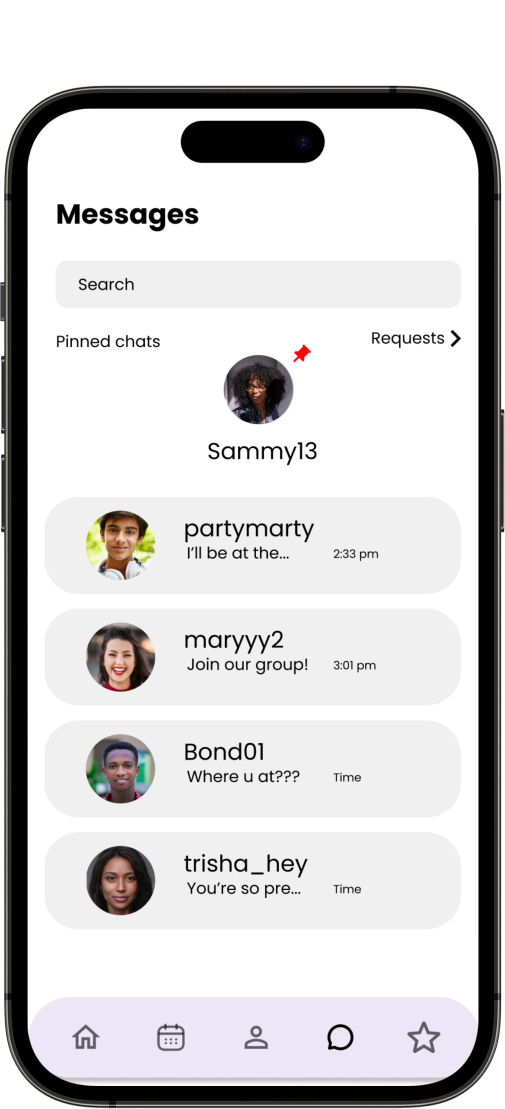 Messages
Search
Pinned chats
Requests
Sammy13
partymarty
I'll be at the...
2:33 pm
maryyy2
Join our group!
3:01 pm
Bond01
Where u at???
Time
trisha_hey
You're so pre...
Time